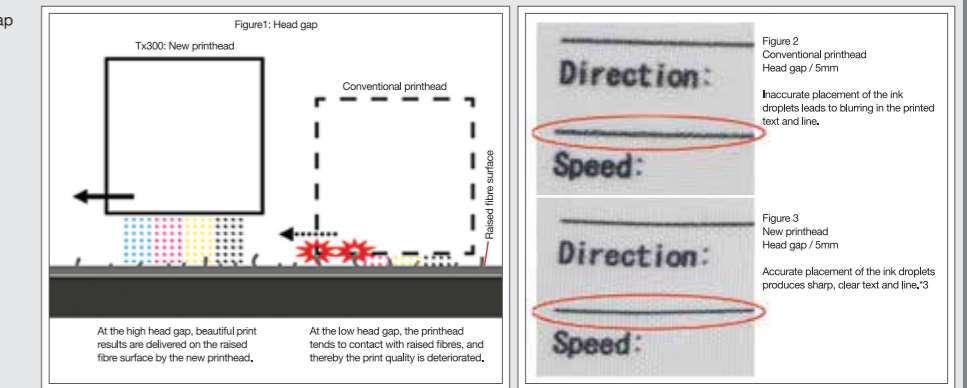 ap
Figure1: Head gap
Tx300: New printhead
Conventional printhead
Raised fibre surface
At the high head gap, beautiful print
results are delivered on the raised
fibre surface by the new printhead.
At the low head gap, the printhead
tends to contact with raised fibres, and
thereby the print quality is deteriorated.
Direction:
Speed:
Figure 2
Conventional printhead
Head gap / 5mm
Inaccurate placement of the ink
droplets leads to blurring in the printed
text and line.
Direction:
Speed:
Figure 3
New printhead
Head gap / 5mm
Accurate placement of the ink droplets
produces sharp, clear text and line.*3